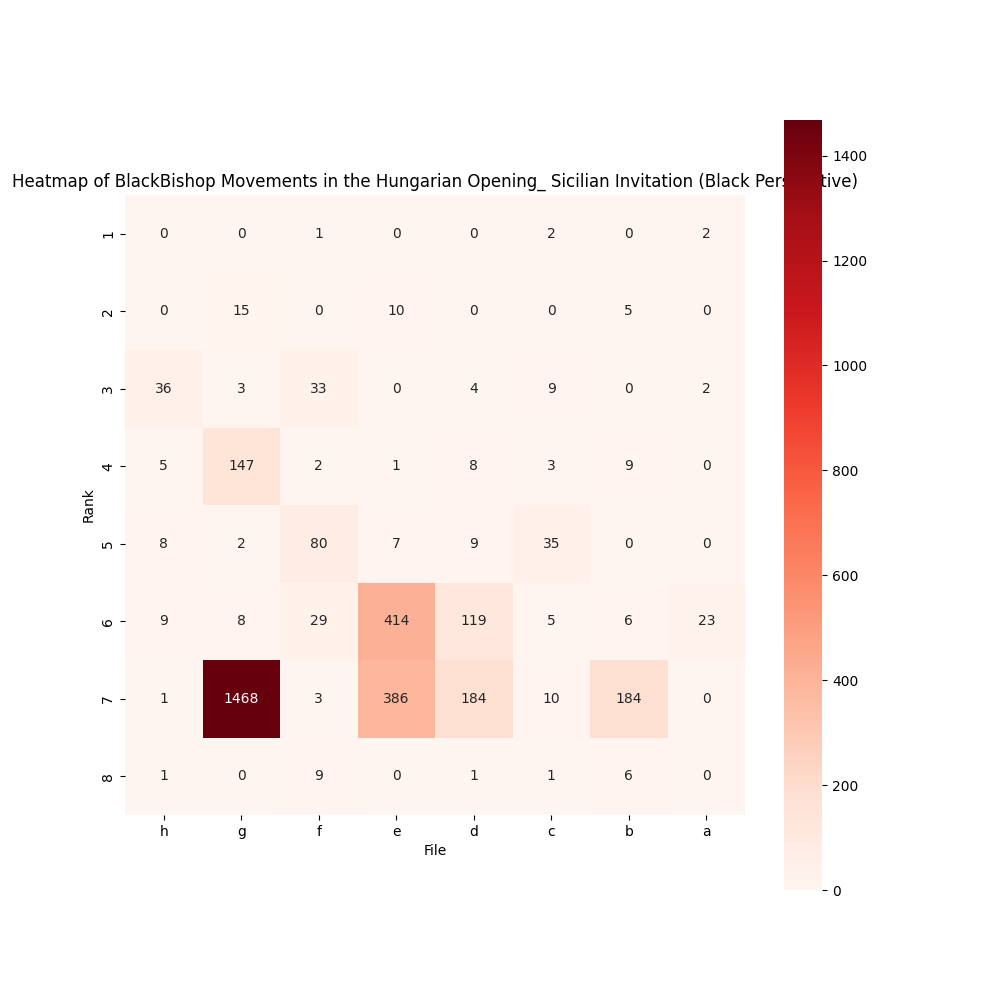 Heatmap of BlackBishop Movements in the Hungarian Opening_ Sicilian Invitation (Black Perspective)
Rank
1 0 0 1 0 0 2 0 2
2 0 15 0 10 0 0 5 0
3 36 3 33 0 4 9 0 2
4 5 147 2 1 8 3 9 0
5 8 2 80 7 9 35 0 0
6 9 8 29 414 119 5 6 23
7 1 1468 3 386 184 10 184 0
8 1 0 9 0 1 1 6 0
h g f e d c b a
File
1400
1200
1000
800
600
400
200
0